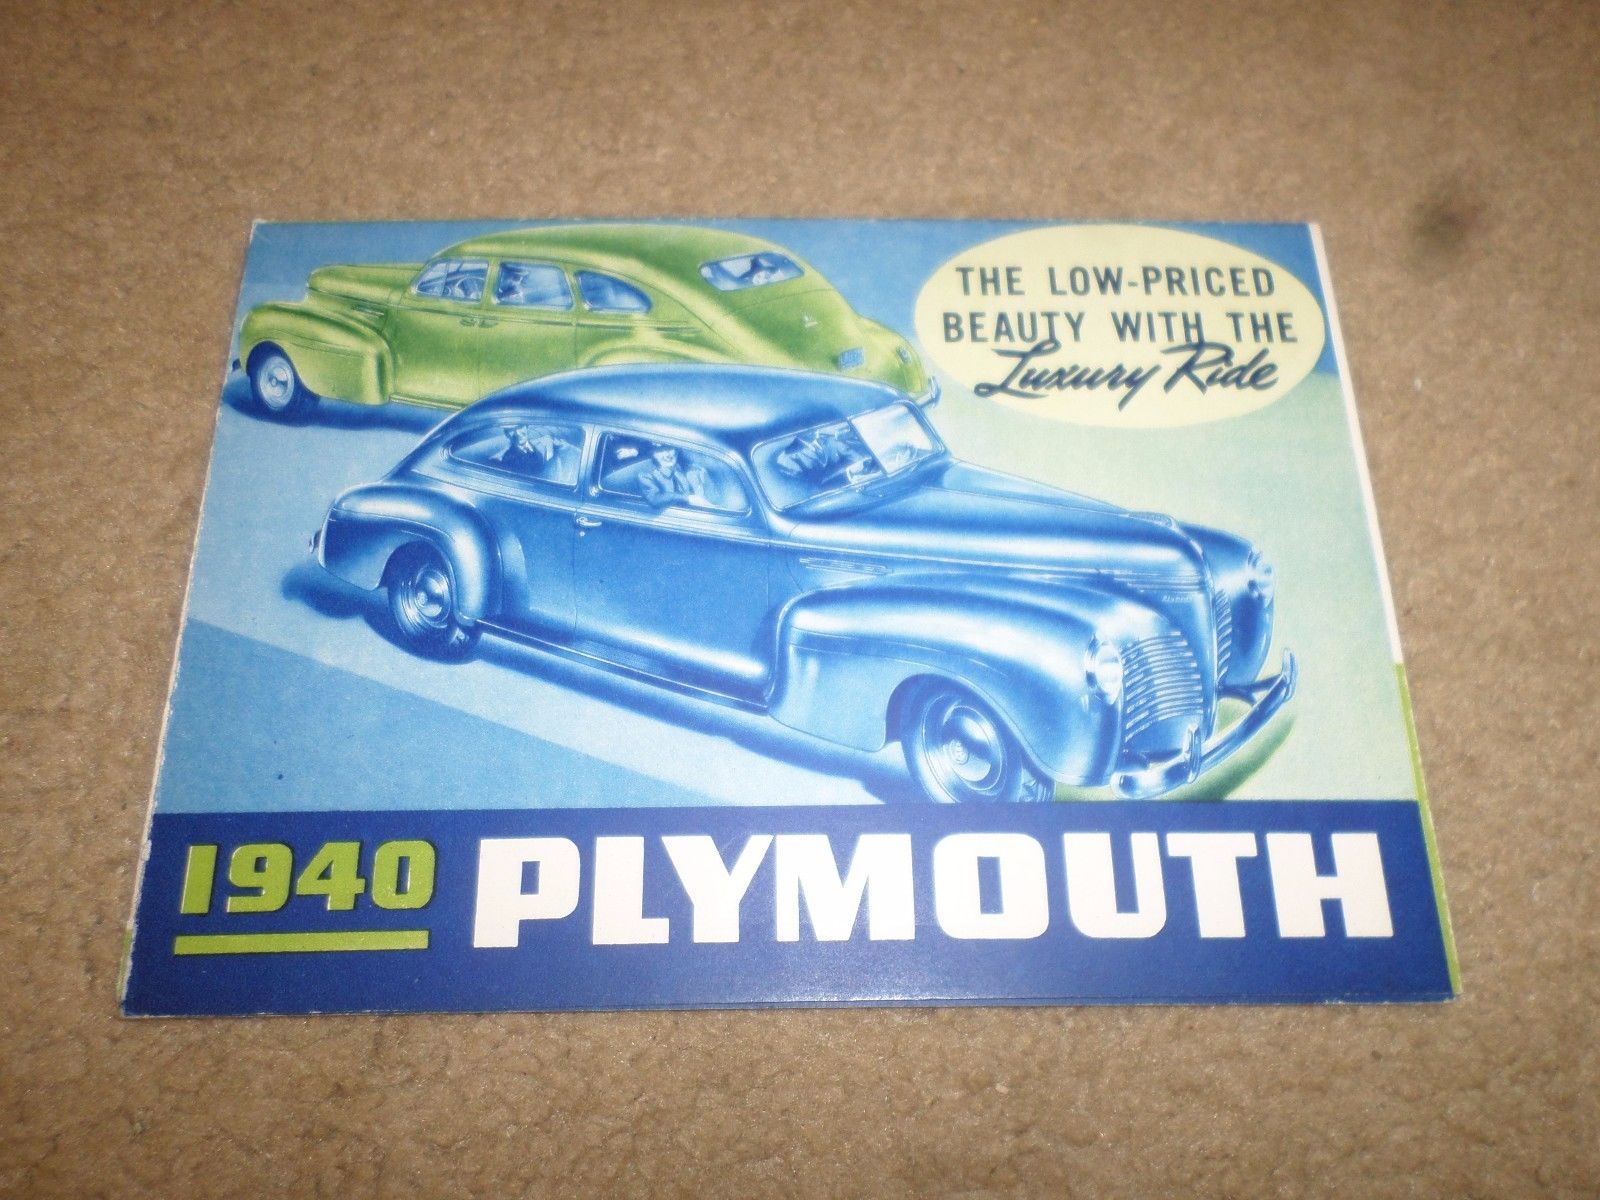 THE LOW-PRICED
BEAUTY WITH THE
Luxury Ride
1940 PLYMOUTH